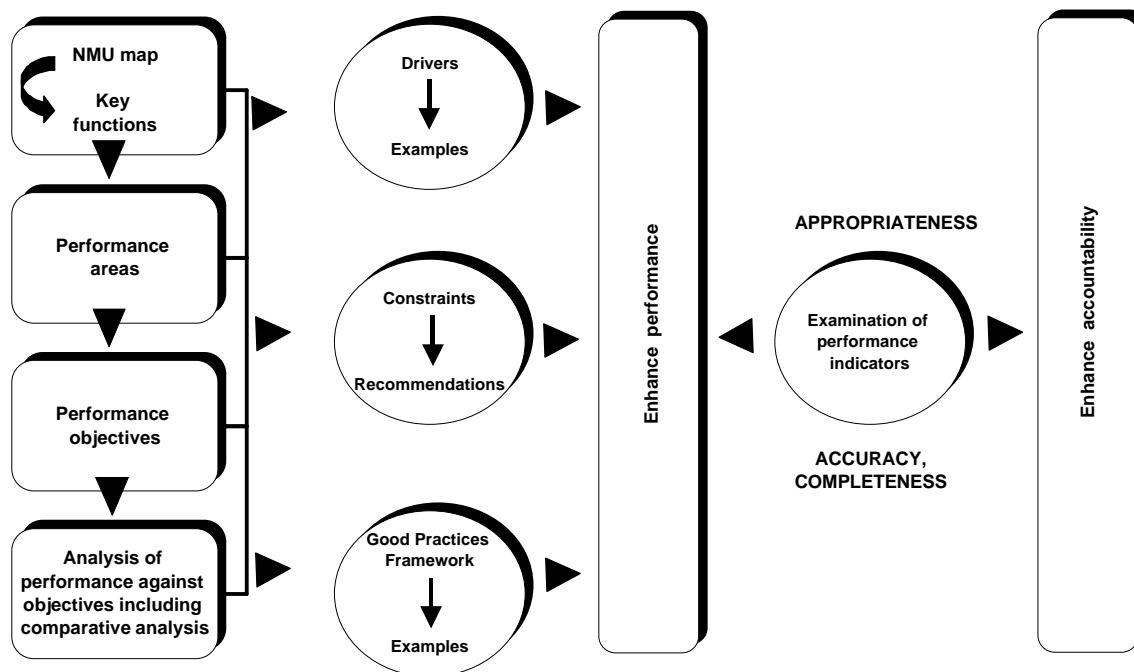 NMU map
Key
functions
Performance
areas
Performance
objectives
Analysis of
performance against
objectives including
comparative analysis
Drivers
Examples
Constraints
Recommendations
Good Practices
Framework
Examples
Enhance performance
APPROPRIATENESS
Examination of
performance
indicators
ACCURACY,
COMPLETENESS
Enhance accountability